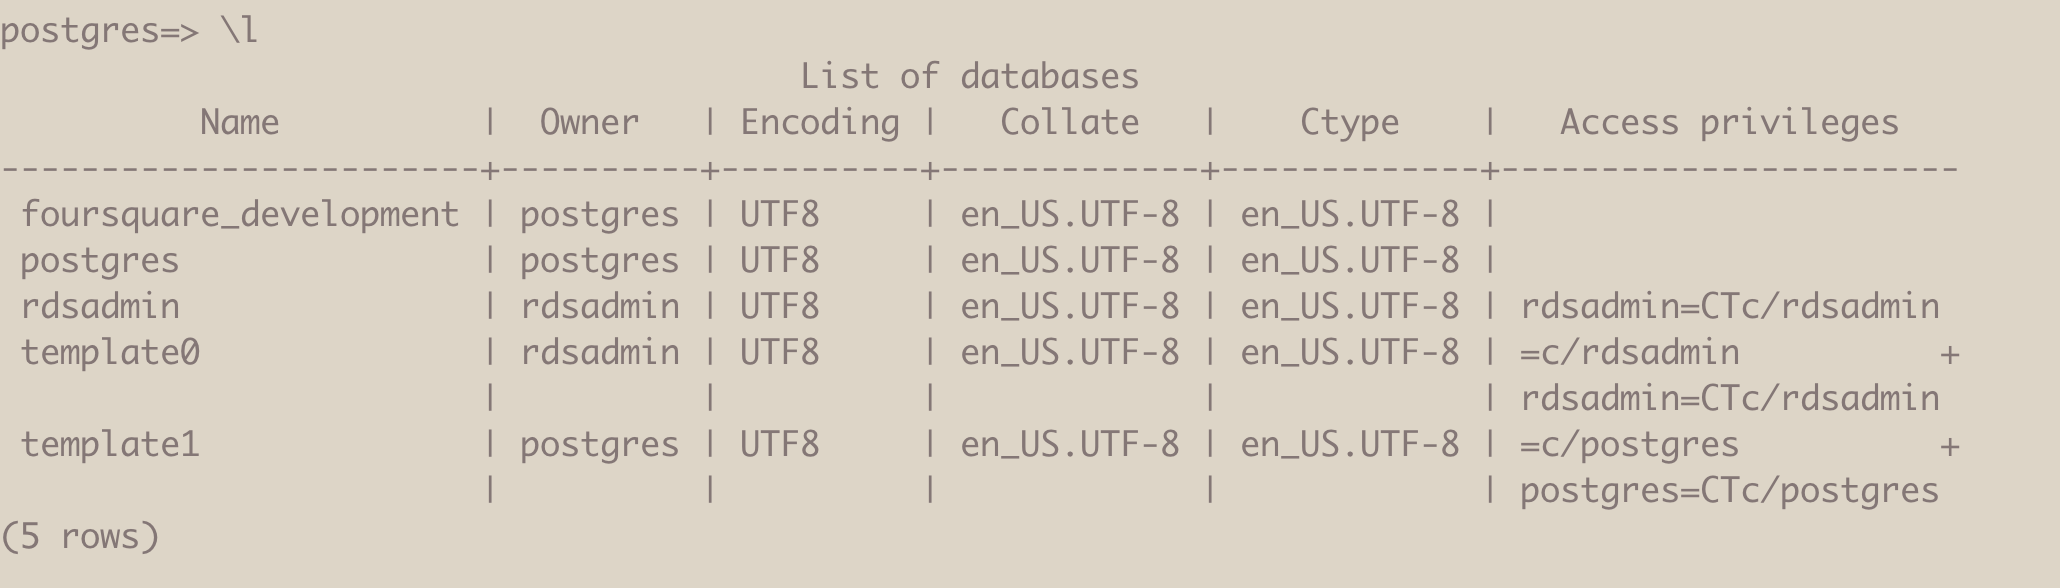 postgres=> \l
                                        List of databases
          Name          |  Owner   | Encoding |   Collate   |    Ctype    |   Access privileges
------------------------+----------+----------+-------------+-------------+-----------------------
 foursquare_development | postgres | UTF8     | en_US.UTF-8 | en_US.UTF-8 |
 postgres               | postgres | UTF8     | en_US.UTF-8 | en_US.UTF-8 |
 rdsadmin               | rdsadmin | UTF8     | en_US.UTF-8 | en_US.UTF-8 | rdsadmin=CTc/rdsadmin
 template0              | rdsadmin | UTF8     | en_US.UTF-8 | en_US.UTF-8 | =c/rdsadmin          +
                        |          |          |             |             | rdsadmin=CTc/rdsadmin
 template1              | postgres | UTF8     | en_US.UTF-8 | en_US.UTF-8 | =c/postgres          +
                        |          |          |             |             | postgres=CTc/postgres
(5 rows)